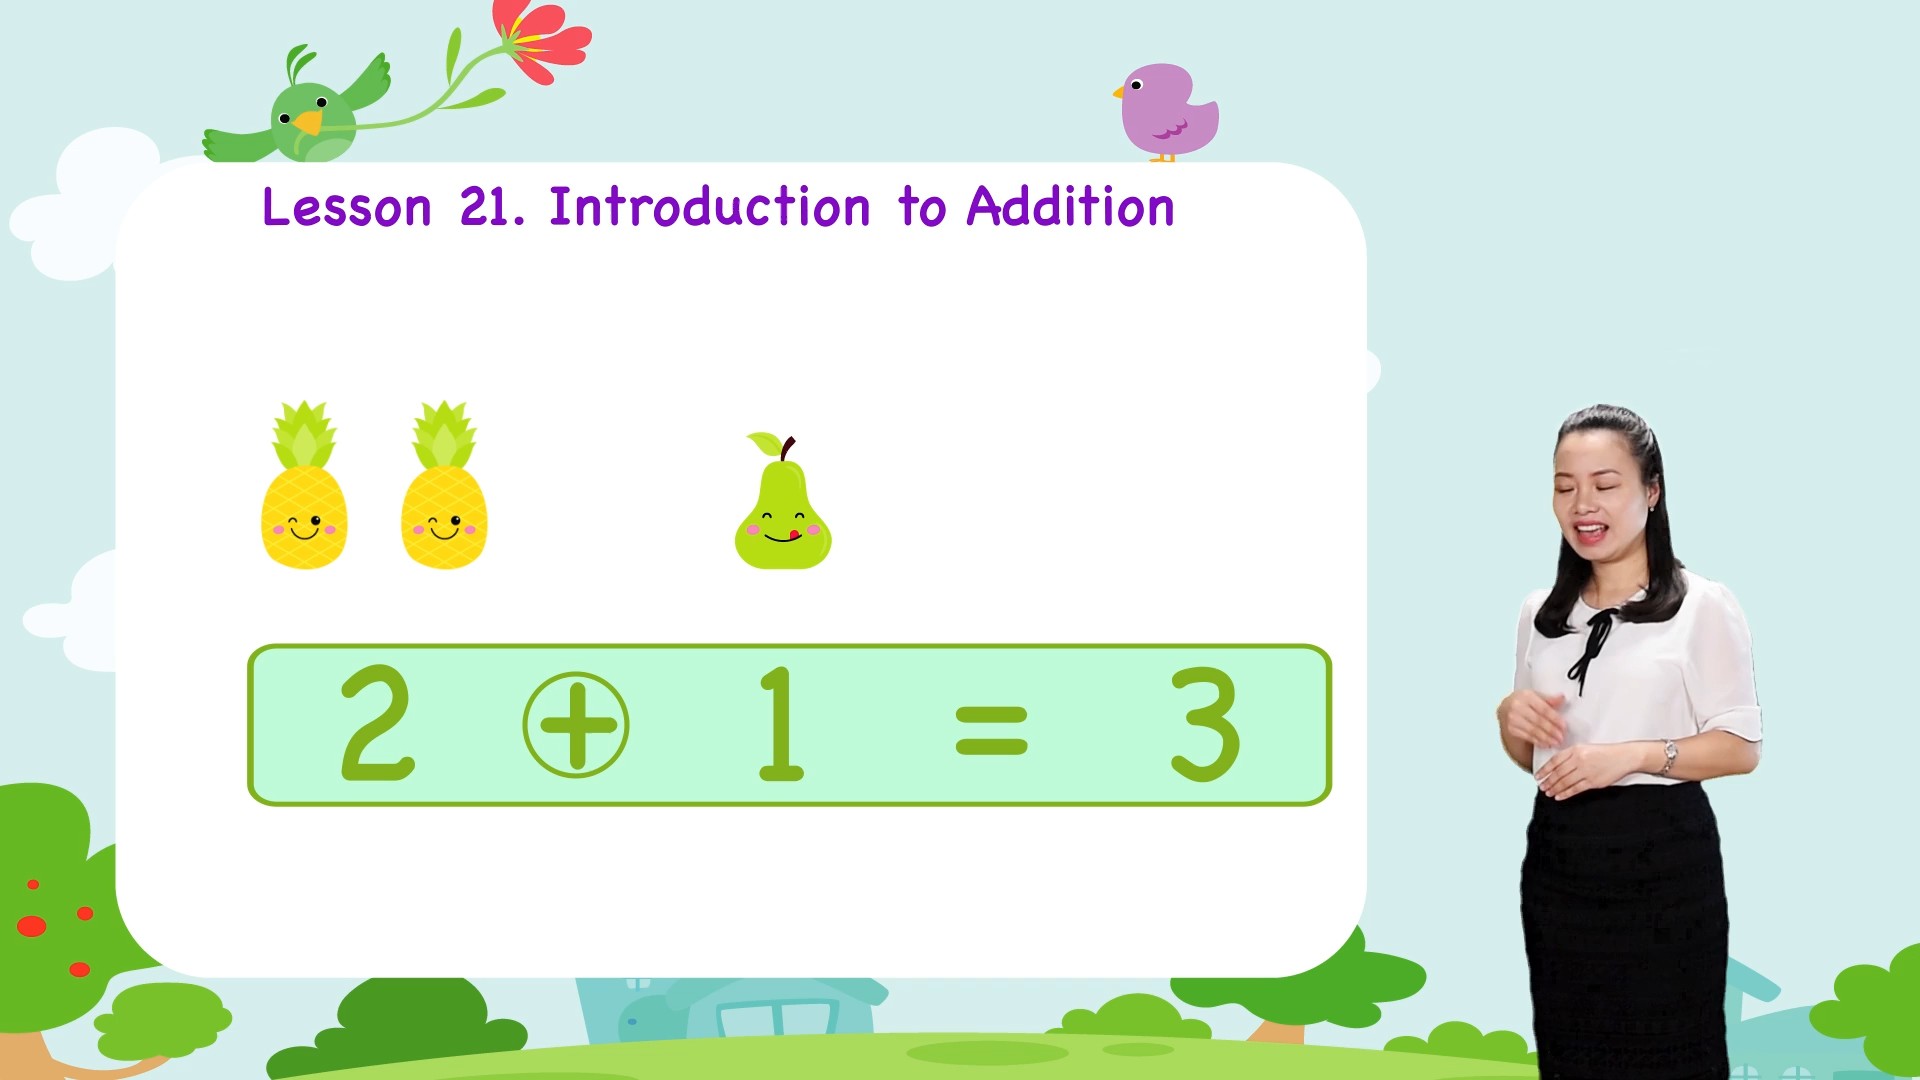 Lesson 21. Introduction to Addition
2 + 1 = 3